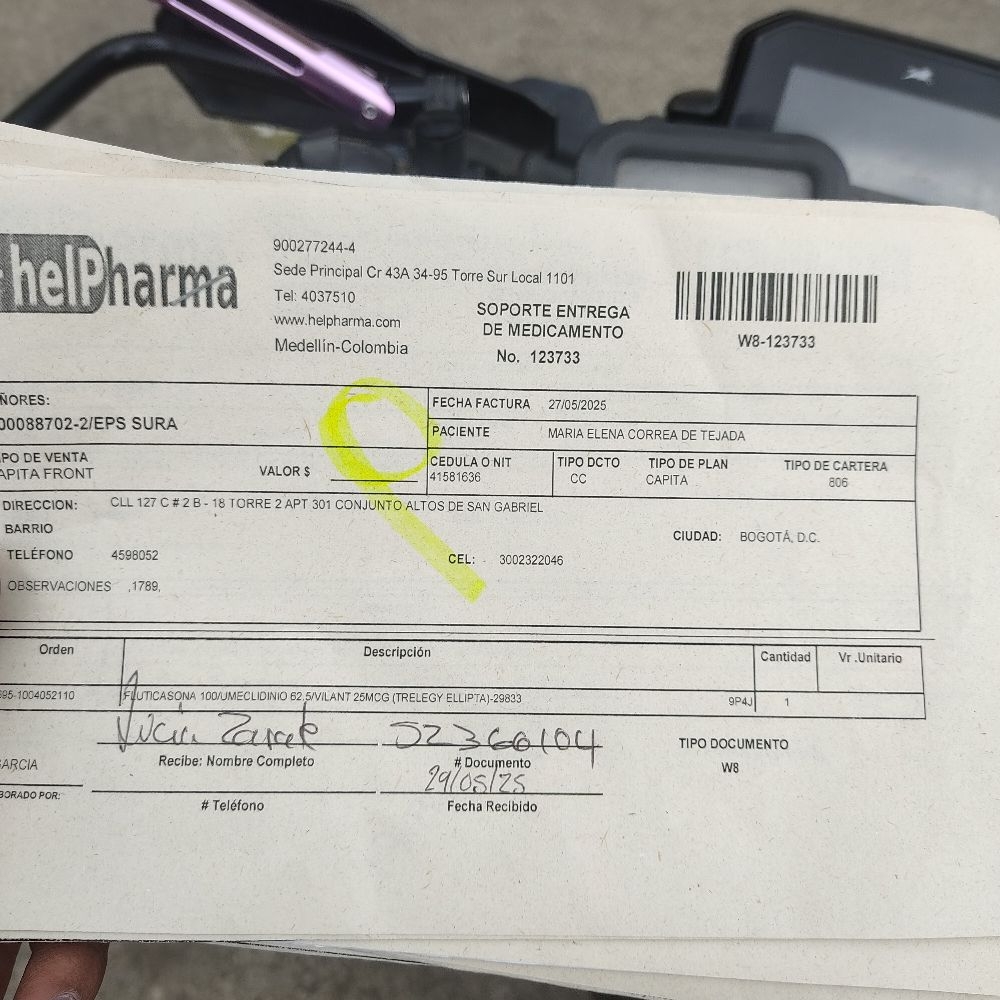 helPharma
900277244-4
Sede Principal Cr 43A 34-95 Torre Sur Local 1101
Tel: 4037510
www.helpharma.com
Medellín-Colombia
SOPORTE ENTREGA
DE MEDICAMENTO
No. 123733
W8-123733
ÑORES:
00088702-2/EPS SURA
FECHA FACTURA 27/05/2025
PACIENTE MARIA ELENA CORREA DE TEJADA
IPO DE VENTA
APITA FRONT
VALOR $
CEDULA O NIT
41581636
TIPO DCTO
CC
TIPO DE PLAN
CAPITA
TIPO DE CARTERA
806
DIRECCION: CLL 127 C # 2 B - 18 TORRE 2 APT 301 CONJUNTO ALTOS DE SAN GABRIEL
BARRIO
CIUDAD: BOGOTÁ, D.C.
TELÉFONO 4598052
CEL: 3002322046
OBSERVACIONES ,1789,
Orden Descripción Cantidad Vr .Unitario
95-1004052110 FLUTICASONA 100/UMECLIDINIO 62,5/VILANT 25MCG (TRELEGY ELLIPTA)-29833 9P4J 1
52366104
Recibe: Nombre Completo
# Documento
TIPO DOCUMENTO
W8
GARCIA
29/05/25
BORADO POR:
# Teléfono
Fecha Recibido